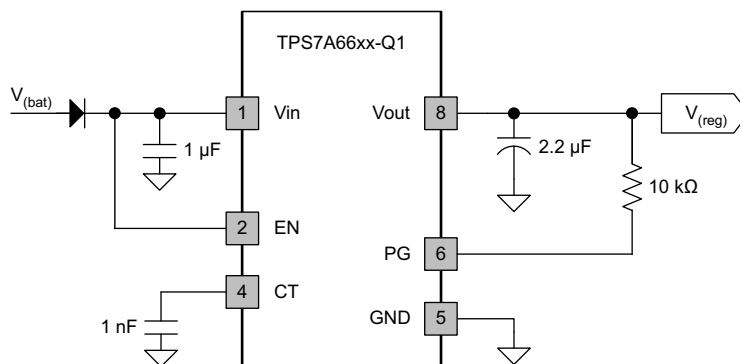 TPS7A66xx-Q1
V(bat)
1
Vin
Vout
8
V(reg)
1 µF
2.2 µF
10 kΩ
2
EN
PG
6
4
CT
1 nF
GND
5